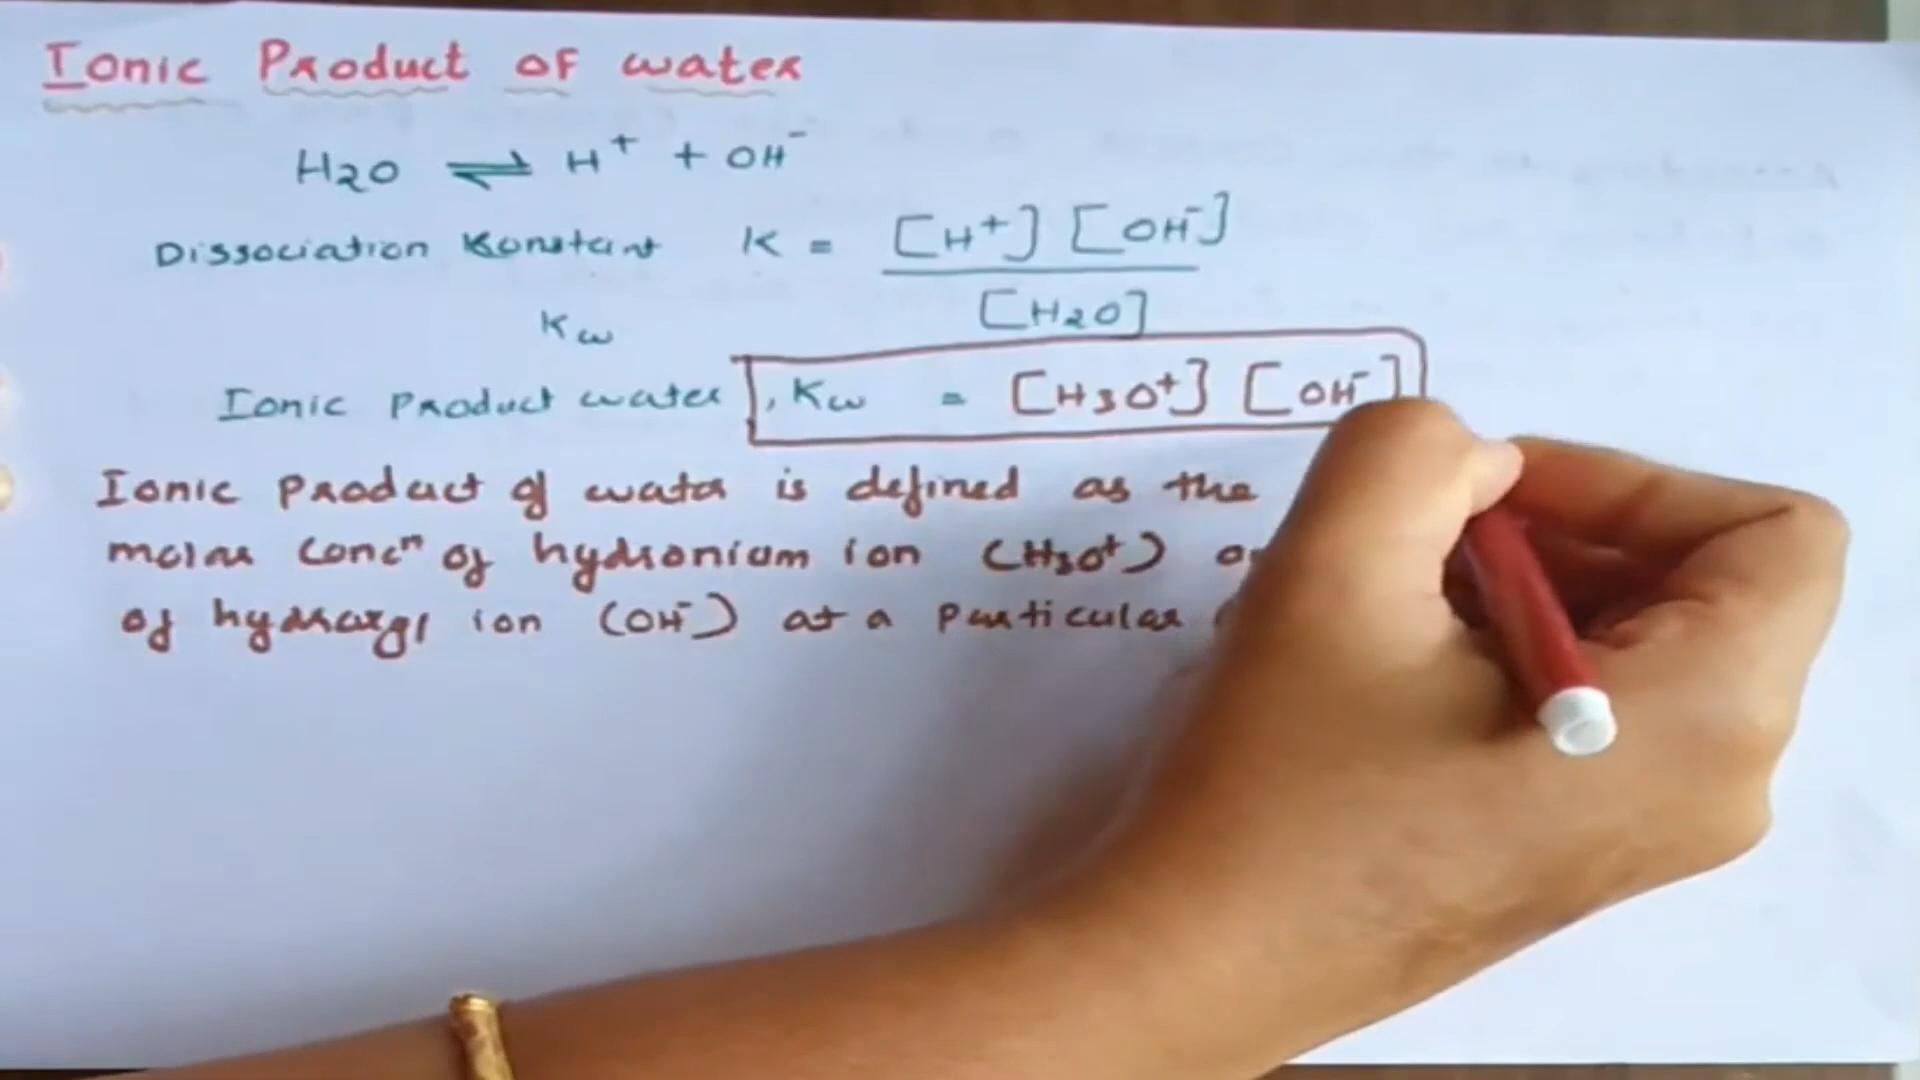 Ionic Product of water
H₂O ⇌ H⁺ + OH⁻
Dissociation Konstant K = [H⁺] [OH⁻] / [H₂O]
Kw
Ionic Product water, Kw = [H₃O⁺] [OH⁻]
Ionic product of water is defined as the
molar concⁿ of hydronium ion (H₃O⁺)
of hydroxyl ion (OH⁻) at a particular